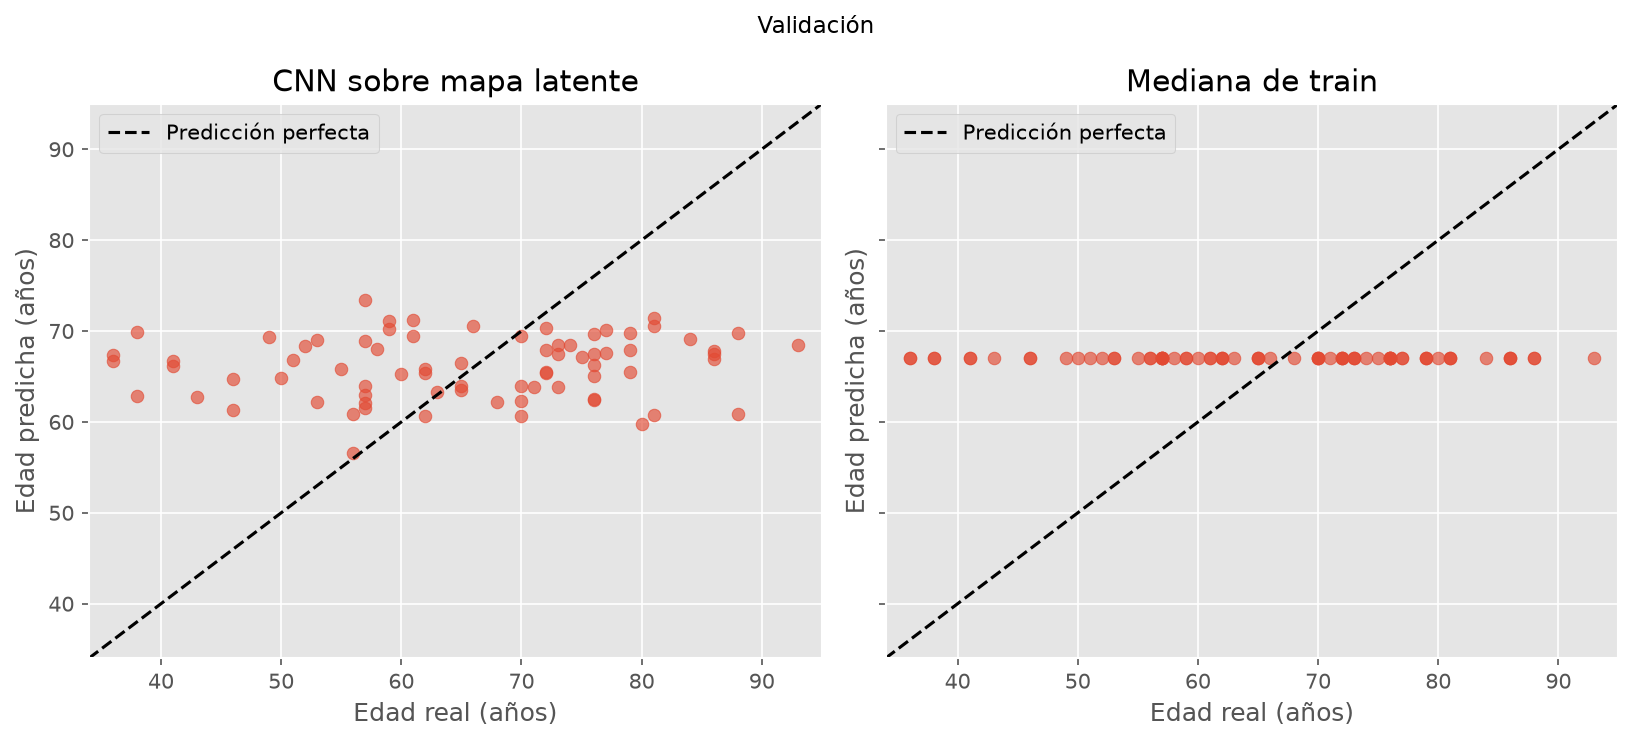 Validación
CNN sobre mapa latente
Predicción perfecta
90
80
70
60
50
40
Edad predicha (años)
40 50 60 70 80 90
Edad real (años)
Mediana de train
Predicción perfecta
Edad predicha (años)
40 50 60 70 80 90
Edad real (años)